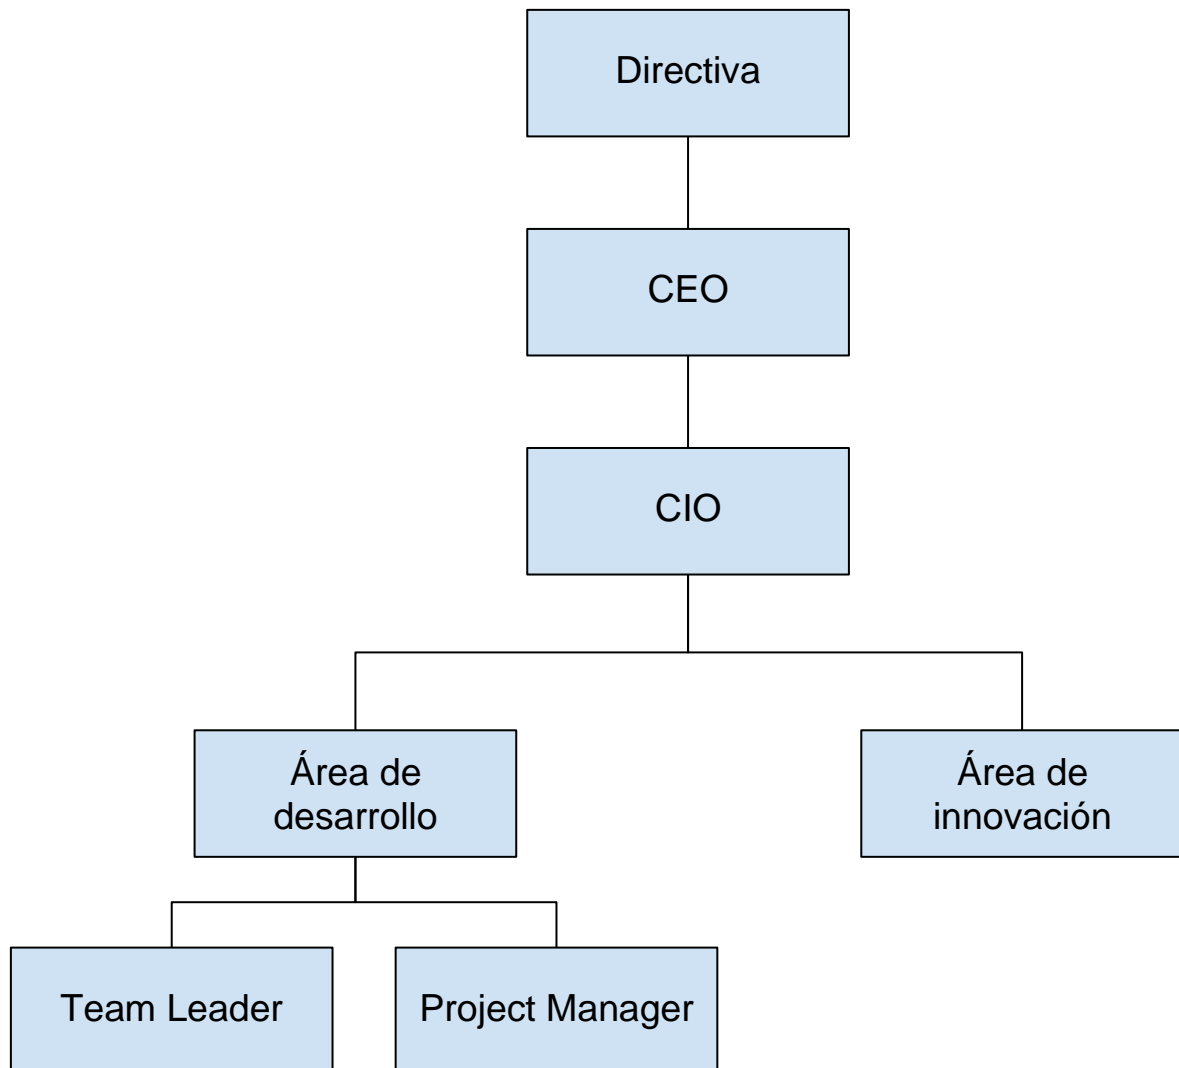 Directiva
CEO
CIO
Área de
desarrollo
Área de
innovación
Team Leader
Project Manager